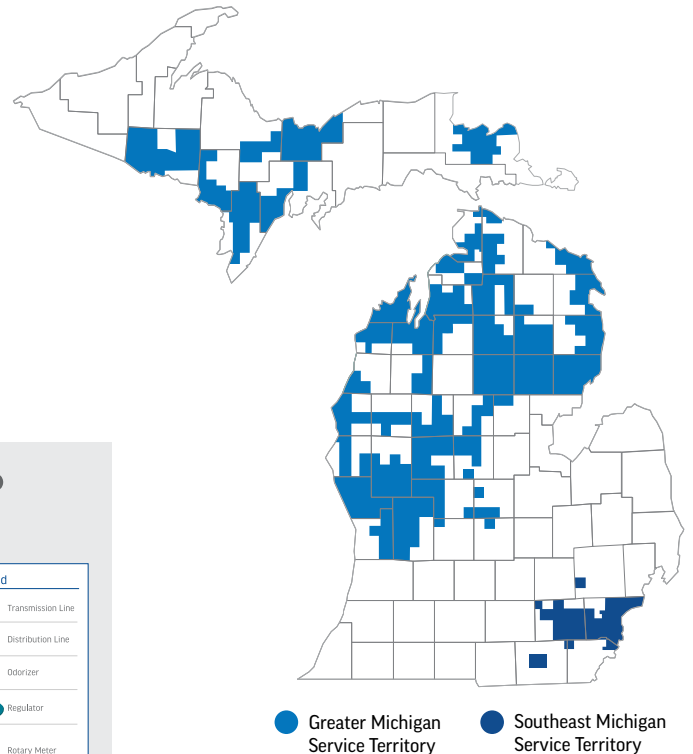 d
Transmission Line
Distribution Line
Odorizer
Regulator
Rotary Meter
Greater Michigan
Service Territory
Southeast Michigan
Service Territory